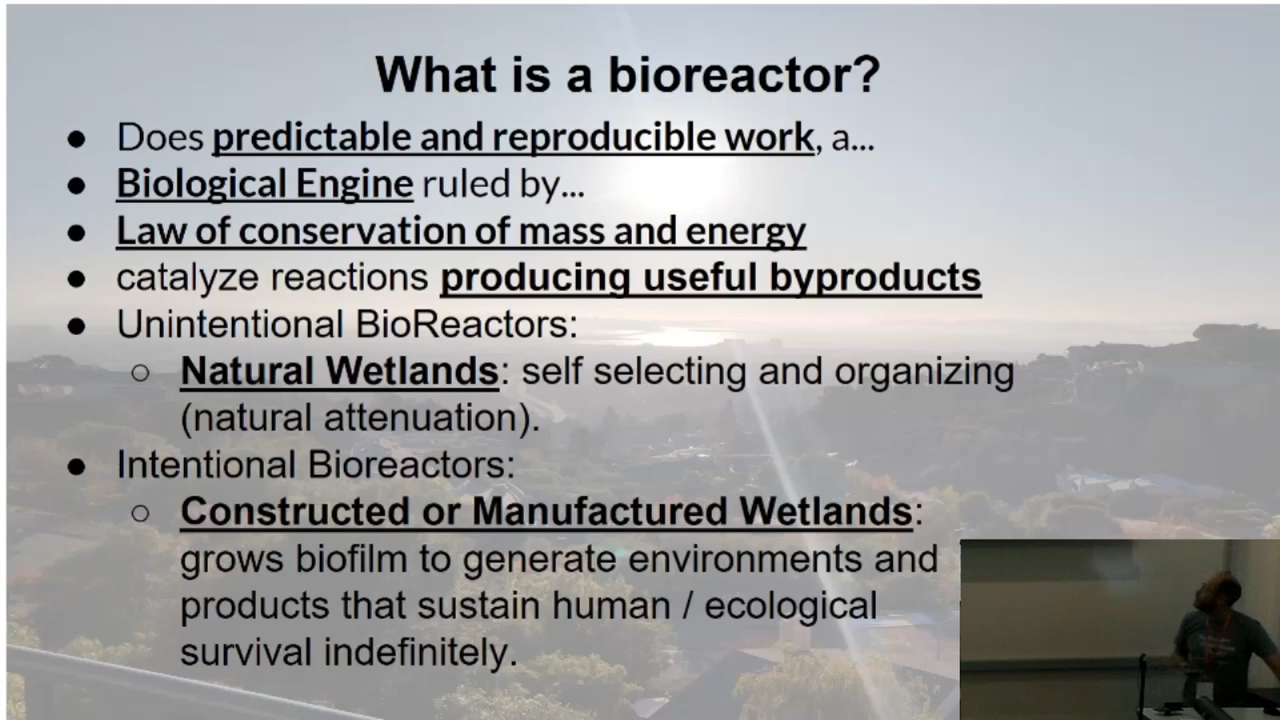 What is a bioreactor?
● Does predictable and reproducible work, a...
● Biological Engine ruled by...
● Law of conservation of mass and energy
● catalyze reactions producing useful byproducts
● Unintentional BioReactors:
○ Natural Wetlands: self selecting and organizing
(natural attenuation).
● Intentional Bioreactors:
○ Constructed or Manufactured Wetlands:
grows biofilm to generate environments and
products that sustain human / ecological
survival indefinitely.